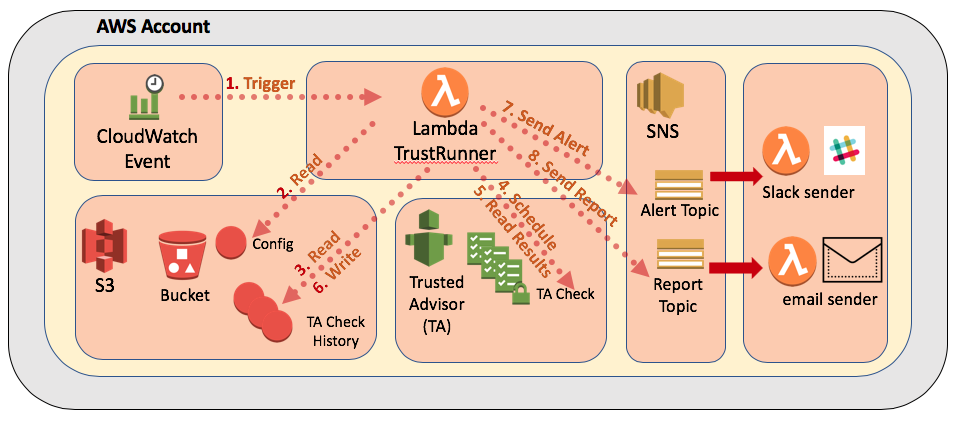 AWS Account
CloudWatch
Event
1. Trigger
Lambda
TrustRunner
7. Send Alert
8. Send Report
2. Read
3. Read
6. Write
4. Schedule
5. Read Results
S3
Bucket
Config
TA Check
History
Trusted
Advisor
(TA)
TA Check
SNS
Alert Topic
Report
Topic
Slack sender
email sender